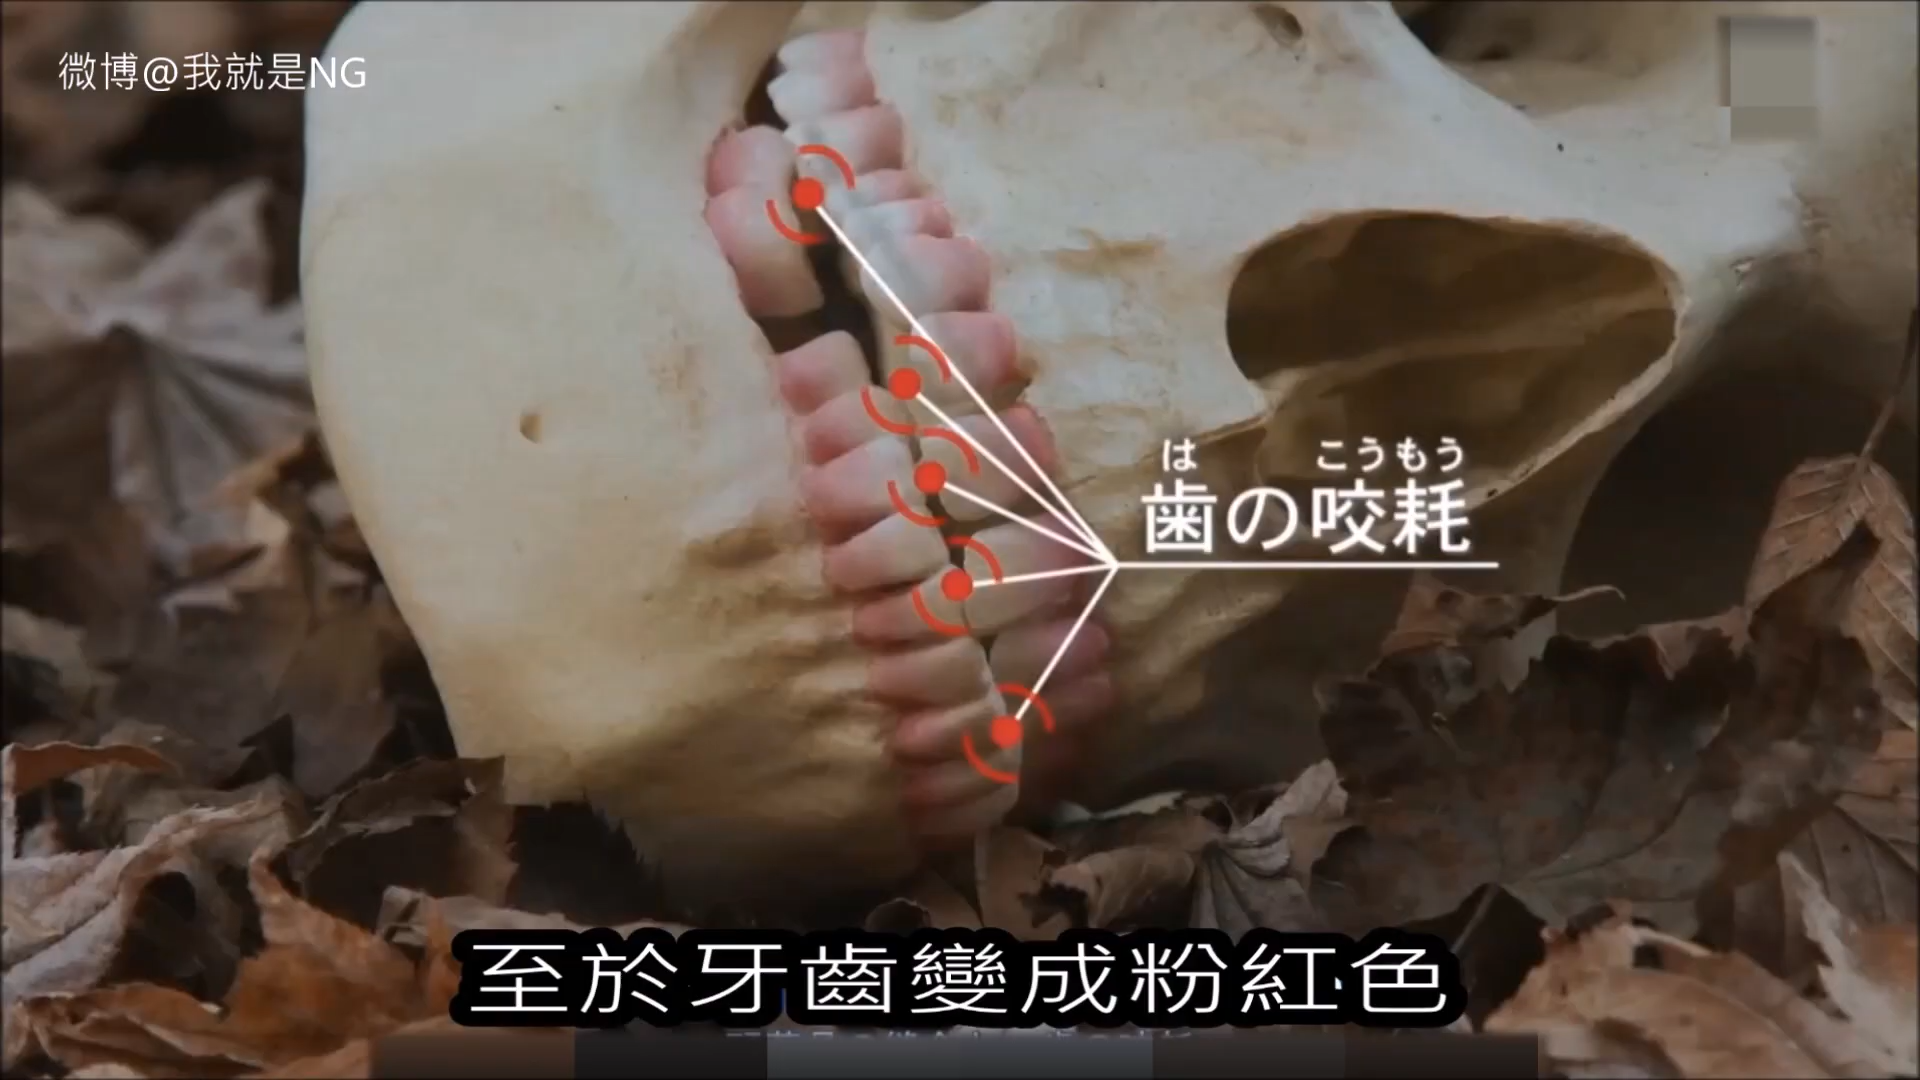 微博@我就是NG
は こうもう
歯の咬耗
至於牙齒變成粉紅色